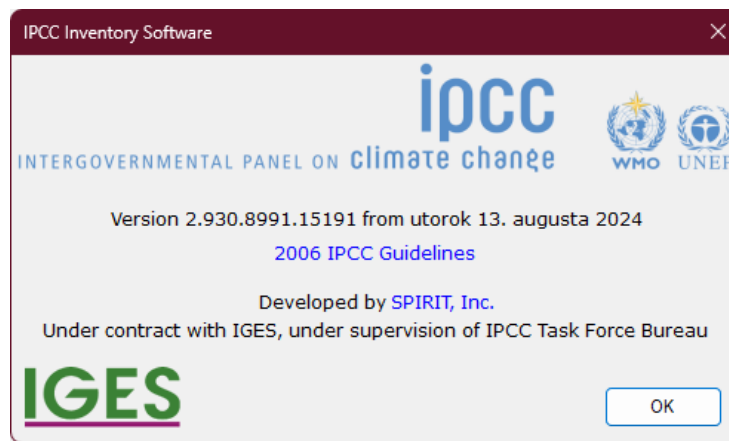 IPCC Inventory Software
ipcc
INTERGOVERNMENTAL PANEL ON climate change
WMO
UNEP
Version 2.930.8991.15191 from utorok 13. augusta 2024
2006 IPCC Guidelines
Developed by SPIRIT, Inc.
Under contract with IGES, under supervision of IPCC Task Force Bureau
IGES
OK